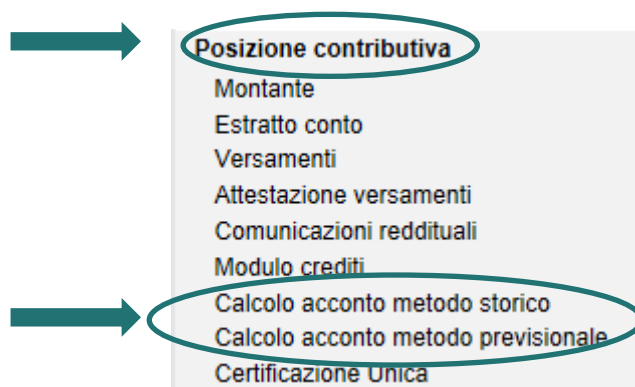 Posizione contributiva
Montante
Estratto conto
Versamenti
Attestazione versamenti
Comunicazioni reddituali
Modulo crediti
Calcolo acconto metodo storico
Calcolo acconto metodo previsionale
Certificazione Unica